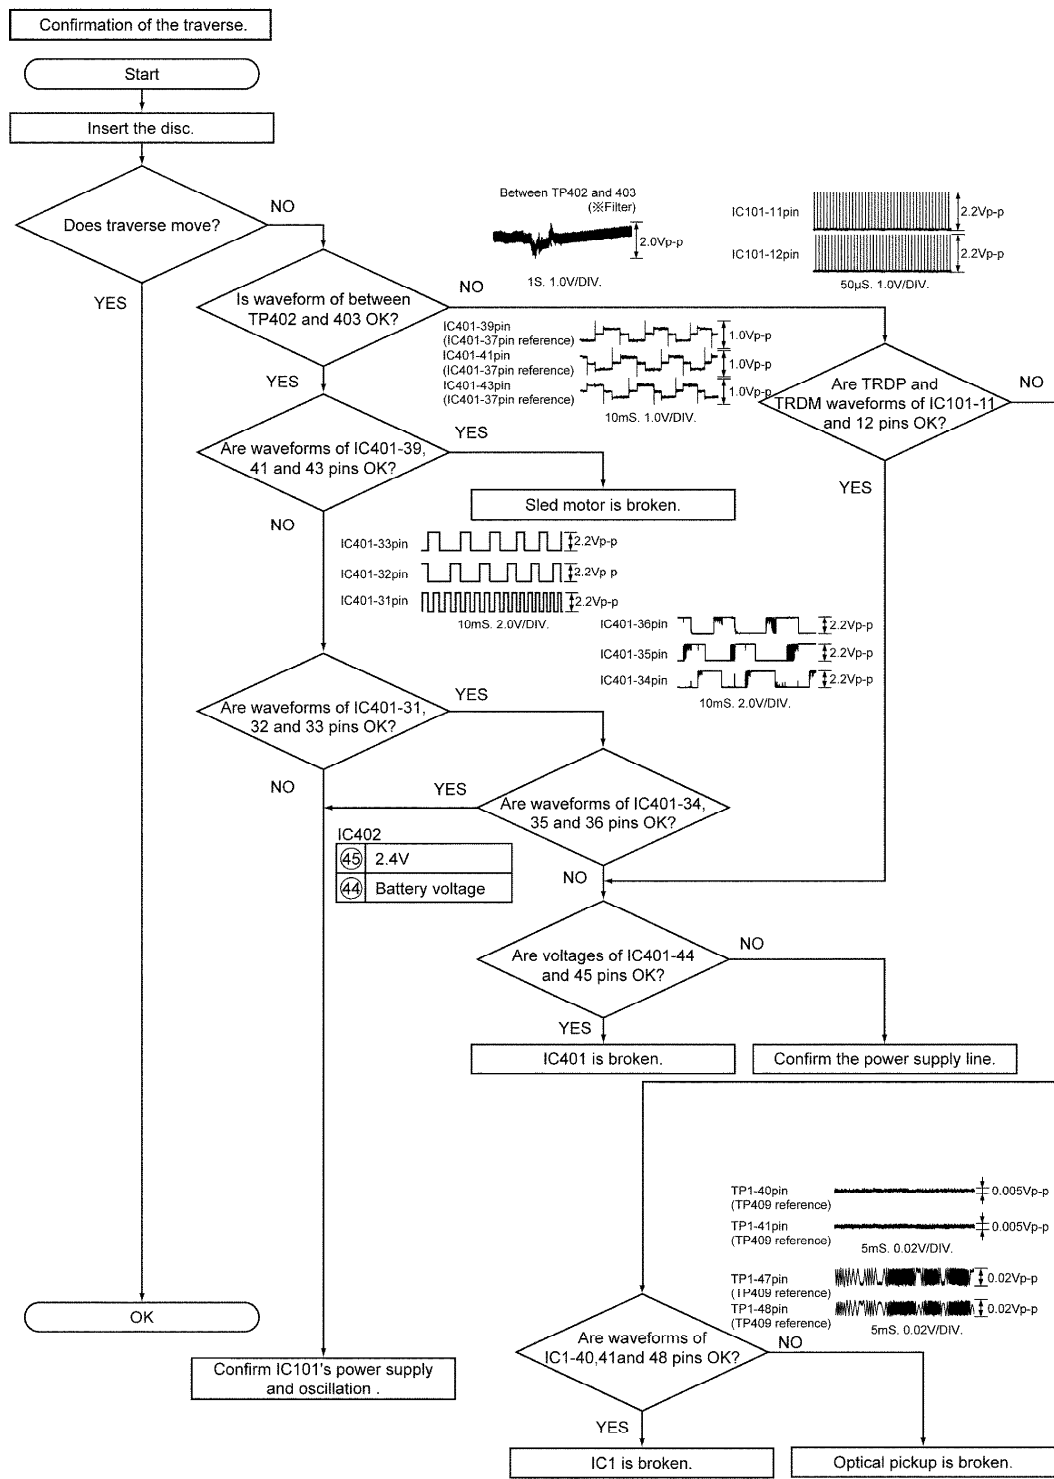 Confirmation of the traverse.
Start
Insert the disc.
Does traverse move?
NO
YES
Between TP402 and 403
(※Filter)
2.0Vp-p
1S. 1.0V/DIV.
IC101-11pin
2.2Vp-p
IC101-12pin
2.2Vp-p
50µS. 1.0V/DIV.
Is waveform of between
TP402 and 403 OK?
NO
YES
IC401-39pin
(IC401-37pin reference)
1.0Vp-p
IC401-41pin
(IC401-37pin reference)
1.0Vp-p
IC401-43pin
(IC401-37pin reference)
1.0Vp-p
10mS. 1.0V/DIV.
Are TRDP and
TRDM waveforms of IC101-11
and 12 pins OK?
NO
YES
Are waveforms of IC401-39,
41 and 43 pins OK?
YES
NO
Sled motor is broken.
IC401-33pin
2.2Vp-p
IC401-32pin
2.2Vp p
IC401-31pin
2.2Vp-p
10mS. 2.0V/DIV.
IC401-36pin
2.2Vp-p
IC401-35pin
2.2Vp-p
IC401-34pin
2.2Vp-p
10mS. 2.0V/DIV.
Are waveforms of IC401-31,
32 and 33 pins OK?
YES
NO
Are waveforms of IC401-34,
35 and 36 pins OK?
YES
NO
IC402
45 2.4V
44 Battery voltage
Are voltages of IC401-44
and 45 pins OK?
NO
YES
IC401 is broken.
Confirm the power supply line.
TP1-40pin
(TP409 reference)
0.005Vp-p
TP1-41pin
(TP409 reference)
0.005Vp-p
5mS. 0.02V/DIV.
TP1-47pin
(TP409 reference)
0.02Vp-p
TP1-48pin
(TP409 reference)
0.02Vp-p
5mS. 0.02V/DIV.
OK
Are waveforms of
IC1-40,41and 48 pins OK?
NO
YES
Confirm IC101's power supply
and oscillation .
IC1 is broken.
Optical pickup is broken.